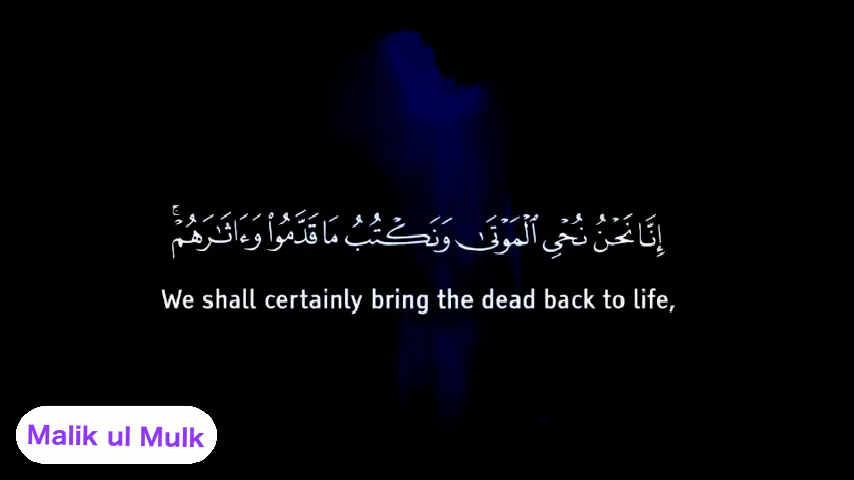 إِنَّا نَحْنُ نُحْىِ ٱلْمَوْتَىٰ وَنَكْتُبُ مَا قَدَّمُوا۟ وَءَاثَـٰرَهُمْ ۚ
We shall certainly bring the dead back to life,
Malik ul Mulk